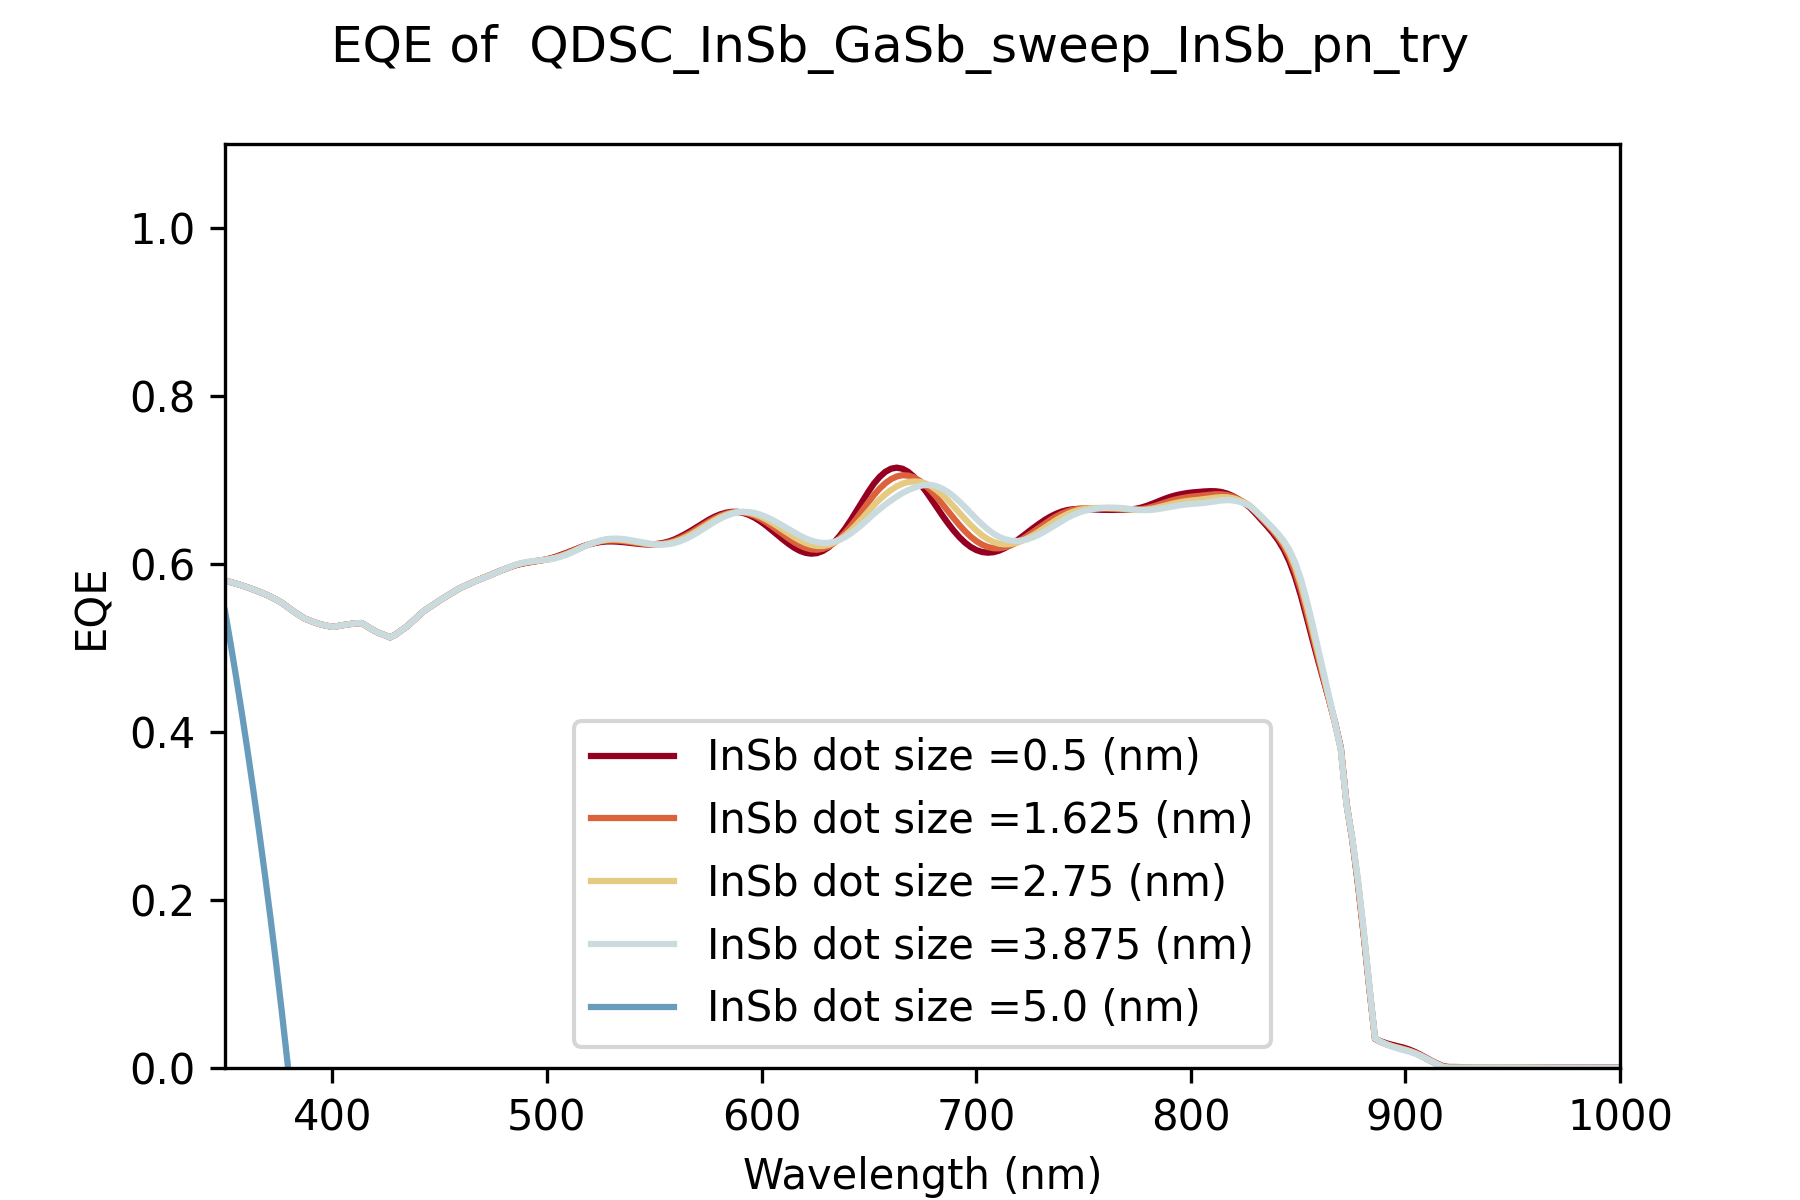 EQE of  QDSC_InSb_GaSb_sweep_InSb_pn_try
EQE
1.0
0.8
0.6
0.4
0.2
0.0
InSb dot size =0.5 (nm)
InSb dot size =1.625 (nm)
InSb dot size =2.75 (nm)
InSb dot size =3.875 (nm)
InSb dot size =5.0 (nm)
400 500 600 700 800 900 1000
Wavelength (nm)